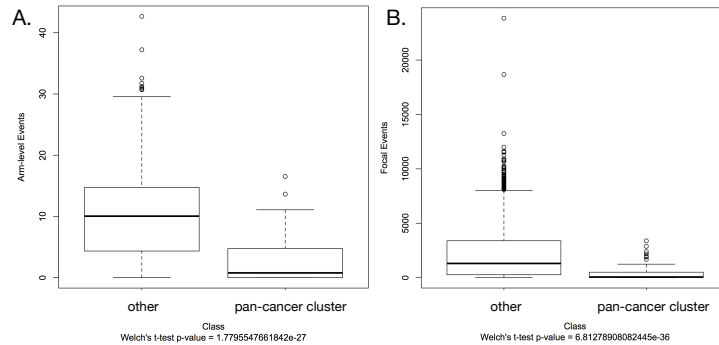 A.
Arm-level Events
40
30
20
10
0
other
pan-cancer cluster
Class
Welch's t-test p-value = 1.7795547661842e-27
B.
Focal Events
20000
15000
10000
5000
0
other
pan-cancer cluster
Class
Welch's t-test p-value = 6.81278908082445e-36